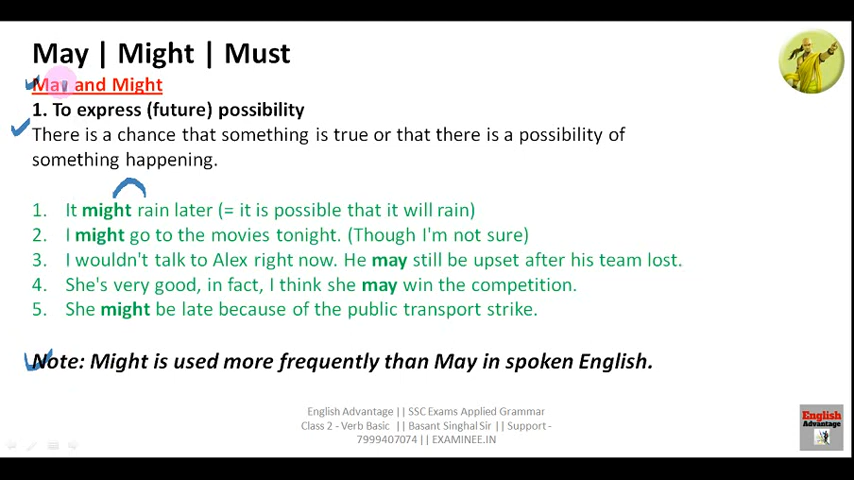 May | Might | Must
May and Might
1. To express (future) possibility
There is a chance that something is true or that there is a possibility of
something happening.
1. It might rain later (= it is possible that it will rain)
2. I might go to the movies tonight. (Though I'm not sure)
3. I wouldn't talk to Alex right now. He may still be upset after his team lost.
4. She's very good, in fact, I think she may win the competition.
5. She might be late because of the public transport strike.
Note: Might is used more frequently than May in spoken English.
English Advantage || SSC Exams Applied Grammar
Class 2 - Verb Basic || Basant Singhal Sir || Support -
7999407074 || EXAMINEE.IN
English
Advantage